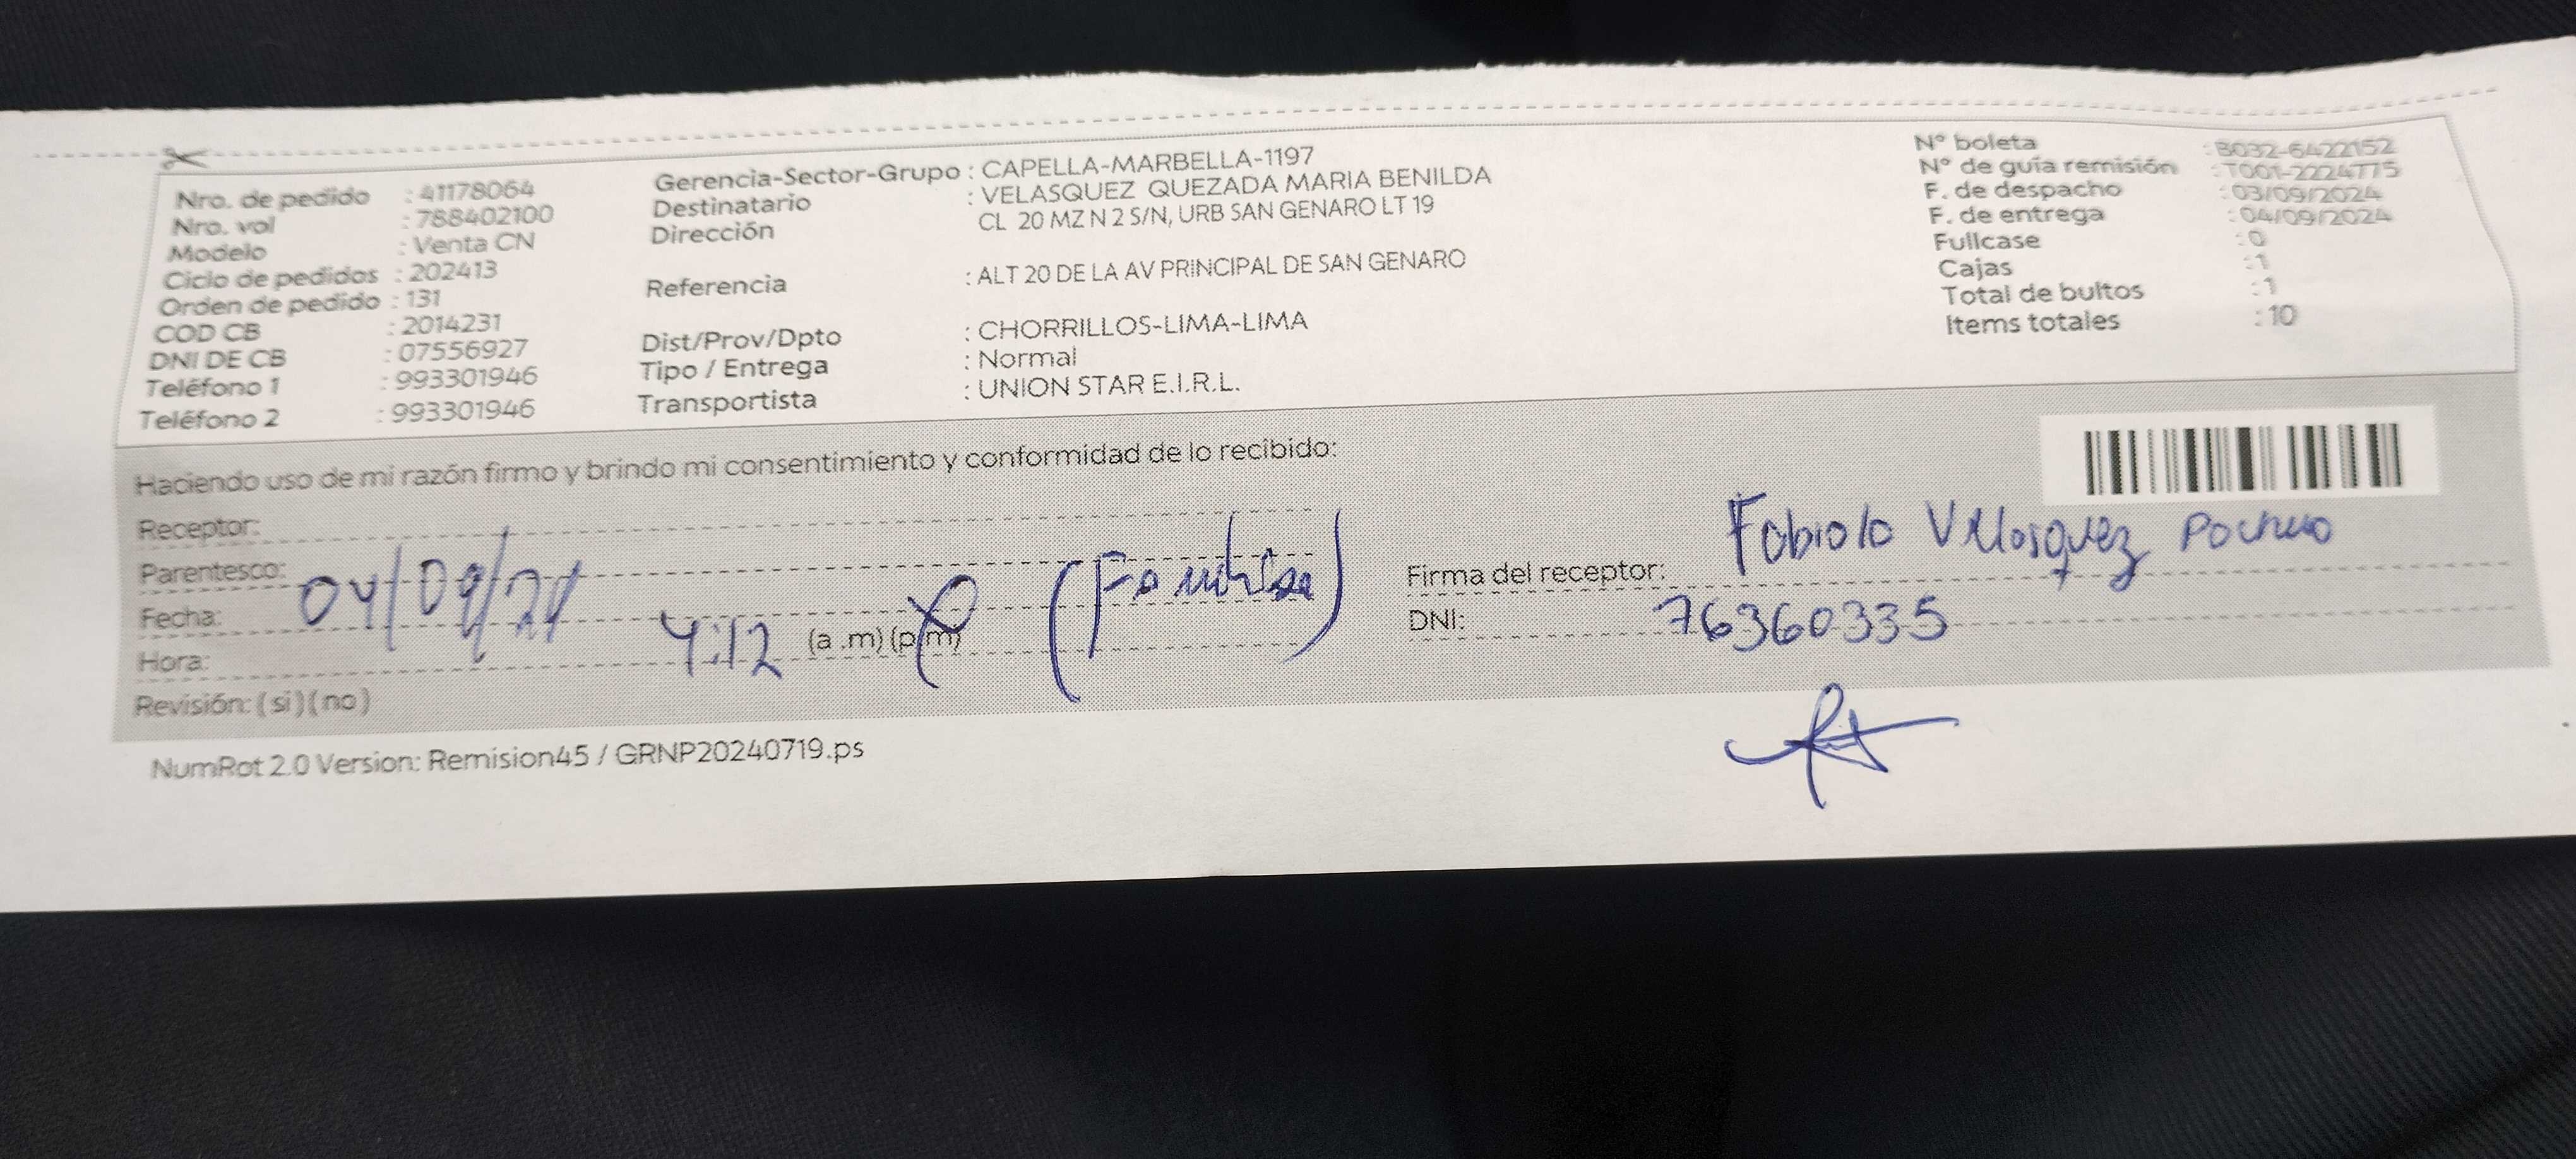 Nro. de pedido : 41178064
Nro. vol : 788402100
Modelo : Venta CN
Ciclo de pedidos : 202413
Orden de pedido : 131
COD CB : 2014231
DNI DE CB : 07556927
Teléfono 1 : 993301946
Teléfono 2 : 993301946
Gerencia-Sector-Grupo : CAPELLA-MARBELLA-1197
Destinatario : VELASQUEZ QUEZADA MARIA BENILDA
Dirección CL 20 MZ N 2 S/N, URB SAN GENARO LT 19
Referencia : ALT 20 DE LA AV PRINCIPAL DE SAN GENARO
Dist/Prov/Dpto : CHORRILLOS-LIMA-LIMA
Tipo / Entrega : Normal
Transportista : UNION STAR E.I.R.L.
N° boleta : B032-6422152
N° de guía remisión : T001-2224775
F. de despacho : 03/09/2024
F. de entrega : 04/09/2024
Fullcase : 0
Cajas : 1
Total de bultos : 1
Items totales : 10
Haciendo uso de mi razón firmo y brindo mi consentimiento y conformidad de lo recibido:
Receptor:
Parentesco:
Fecha: 04/09/24
Hora: 4:12 (a .m) (p.m)
Revisión: ( si ) ( no )
Firma del receptor: Fabiola Velasquez
DNI: 76360335
NumRot 2.0 Version: Remision45 / GRNP20240719.ps